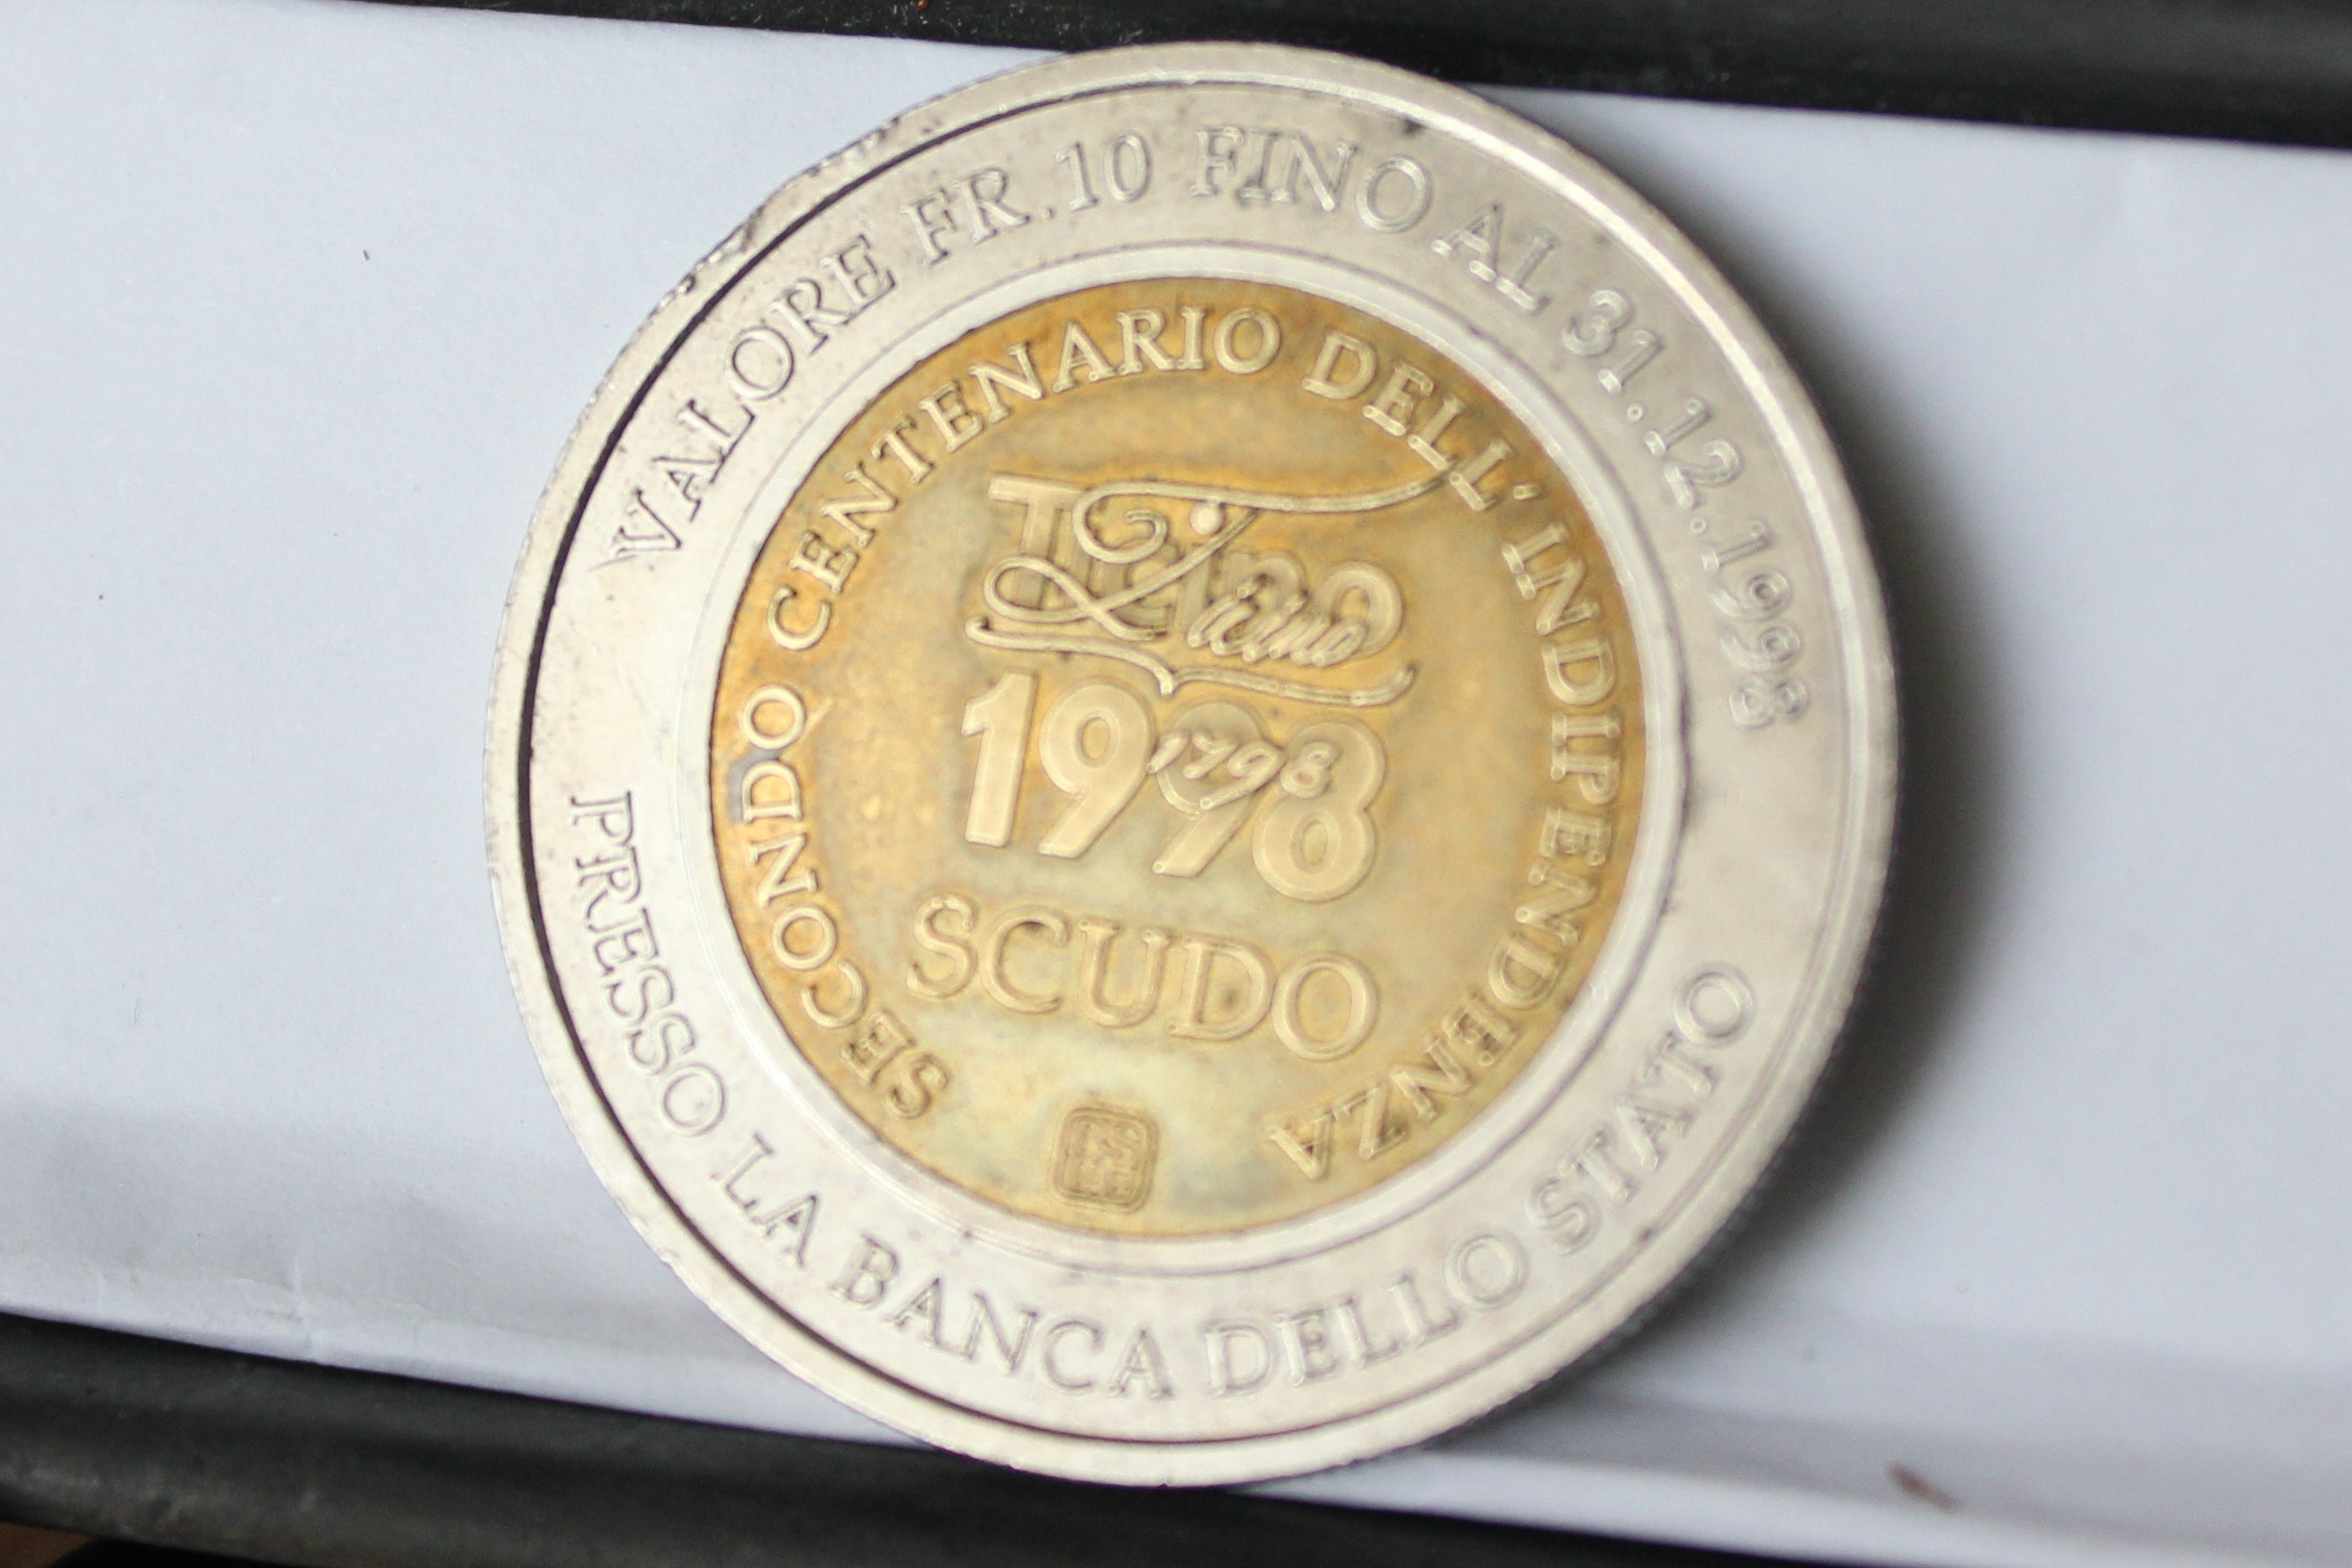 VALORE FR.10 FINO AL 31.12.1998
PRESSO LA BANCA DELLO STATO
SECONDO CENTENARIO DELL'INDIPENDENZA
Ticino
Ticino
1998
1798
SCUDO